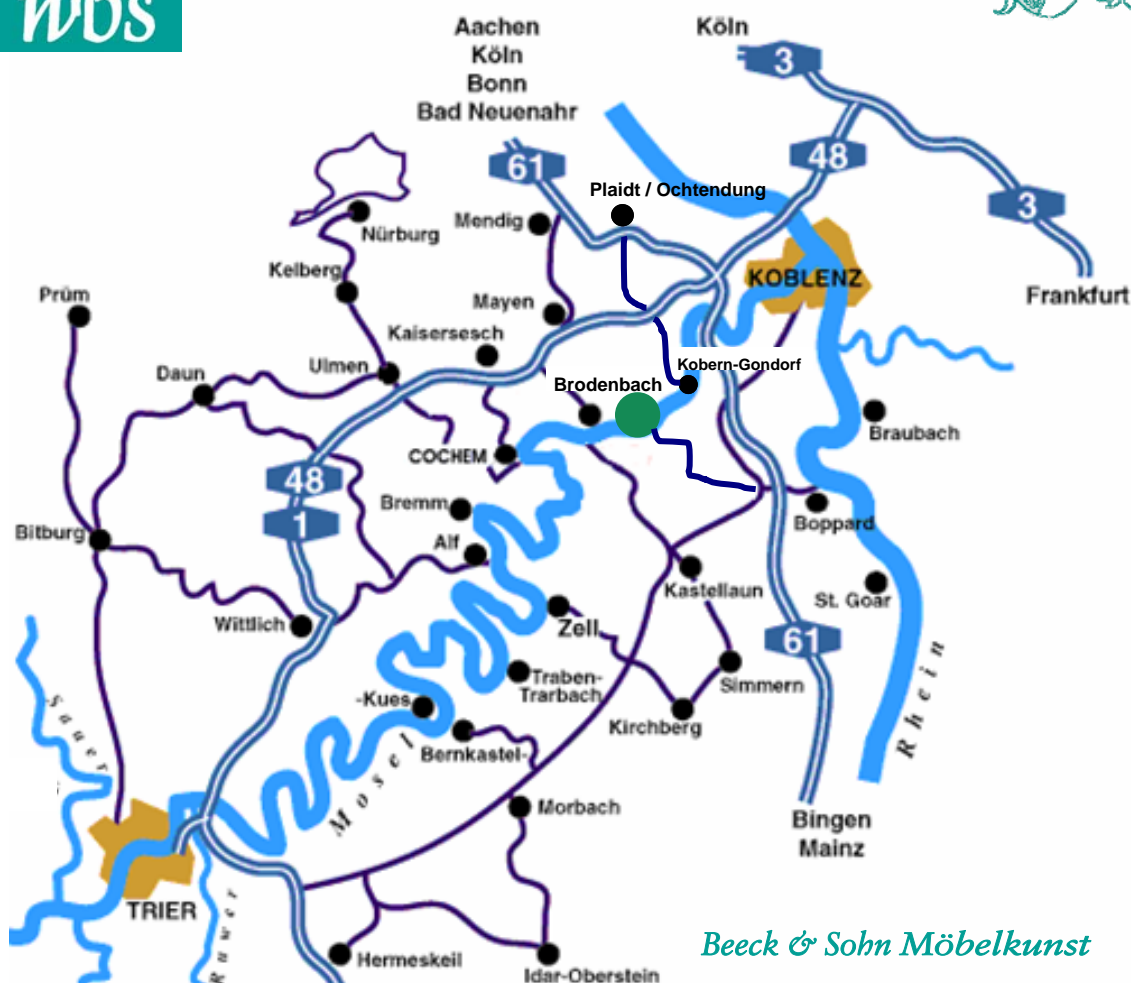 WDS
Aachen
Köln
Bonn
Bad Neuenahr
Köln
3
48
61
Plaidt / Ochtendung
3
Mendig
Nürburg
KOBLENZ
Kelberg
Frankfurt
Prüm
Mayen
Kaisersesch
Ulmen
Kobern-Gondorf
Daun
Brodenbach
Braubach
COCHEM
48
Bremm
1
Boppard
Bitburg
Alf
Kastellaun
St. Goar
Wittlich
Zell
61
Traben-
Trarbach
Simmern
Rhein
Sauer
-Kues
Kirchberg
Mosel
Bernkastel-
Morbach
Bingen
Mainz
TRIER
Ruwer
Beeck & Sohn Möbelkunst
Hermeskeil
Idar-Oberstein